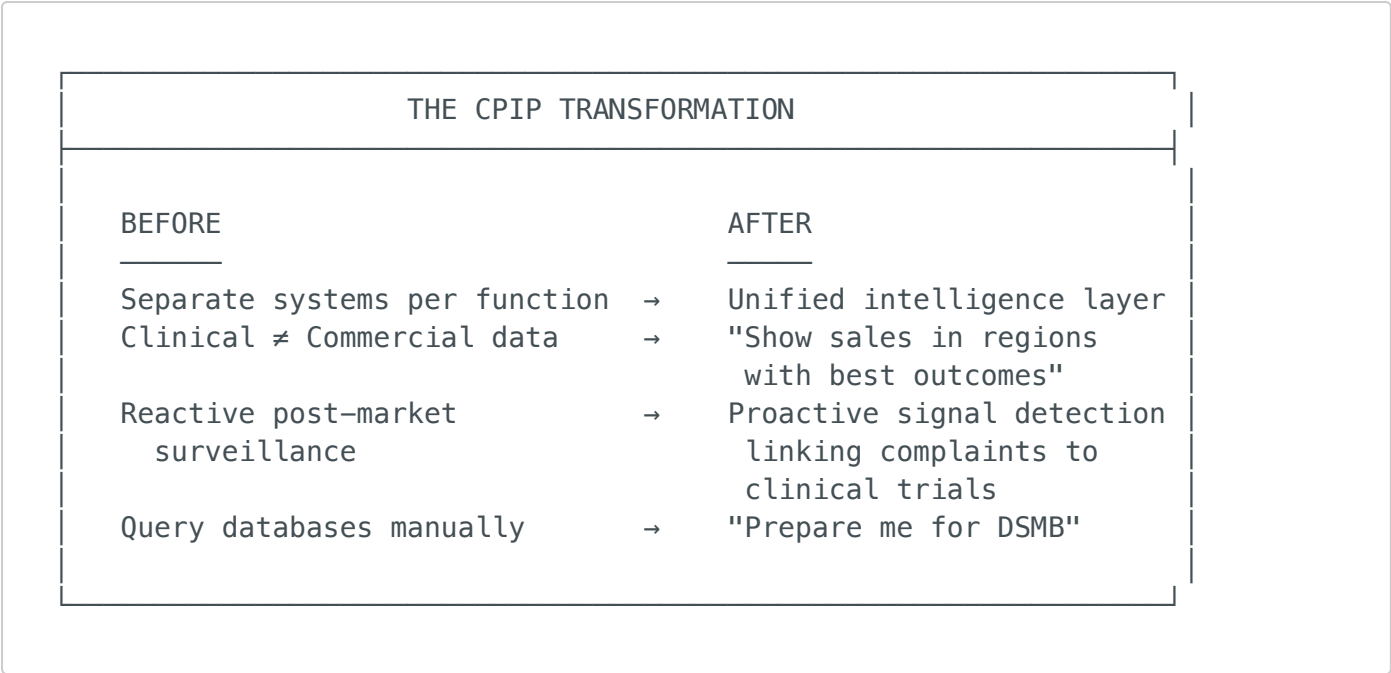 THE CPIP TRANSFORMATION
BEFORE AFTER
Separate systems per function → Unified intelligence layer
Clinical ≠ Commercial data → "Show sales in regions
with best outcomes"
Reactive post-market → Proactive signal detection
surveillance linking complaints to
clinical trials
Query databases manually → "Prepare me for DSMB"